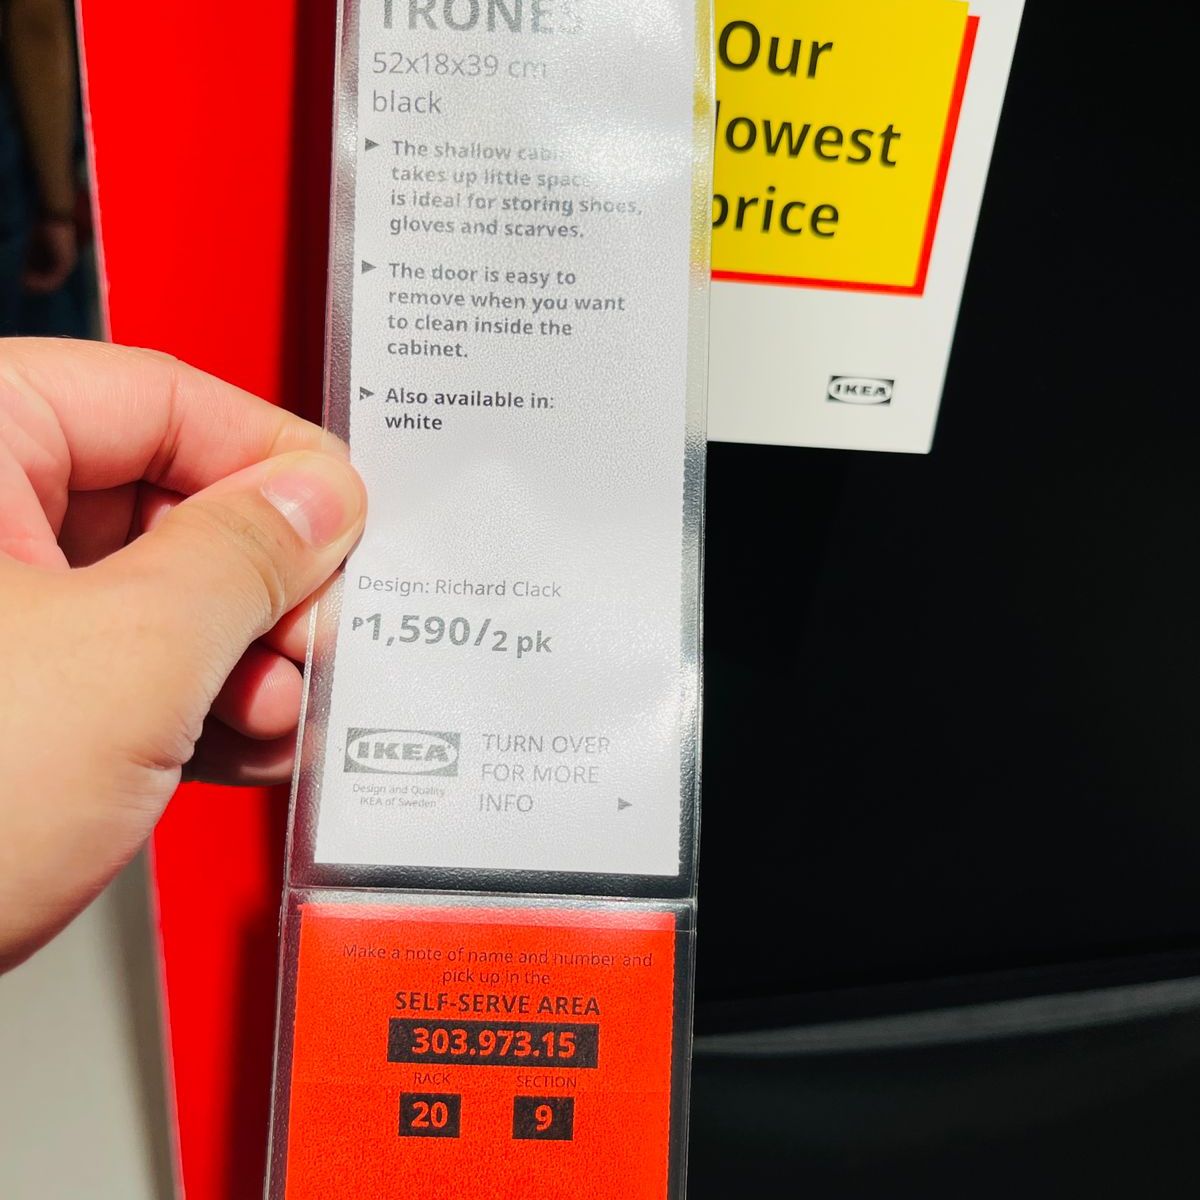 TRONES
52x18x39 cm
black
The shallow
takes up little space
is ideal for storing shoes,
gloves and scarves.
The door is easy to
remove when you want
to clean inside the
cabinet.
Also available in:
white
Design: Richard Clack
₱1,590/2 pk
IKEA
Design and Quality
IKEA of Sweden
TURN OVER
FOR MORE
INFO
Make a note of name and number and
pick up in the
SELF-SERVE AREA
303.973.15
RACK SECTION
20 9
Our
lowest
price
IKEA